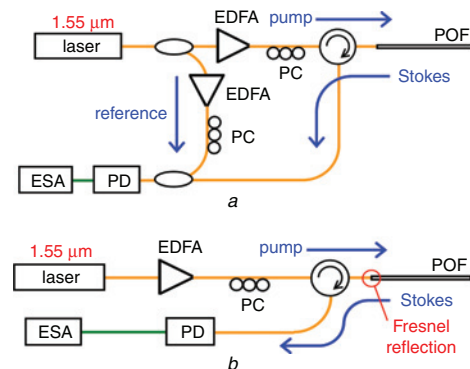 1.55 μm
laser
EDFA
pump
POF
PC
EDFA
Stokes
reference
PC
ESA
PD
a
1.55 μm
laser
EDFA
pump
POF
PC
Stokes
ESA
PD
Fresnel
reflection
b